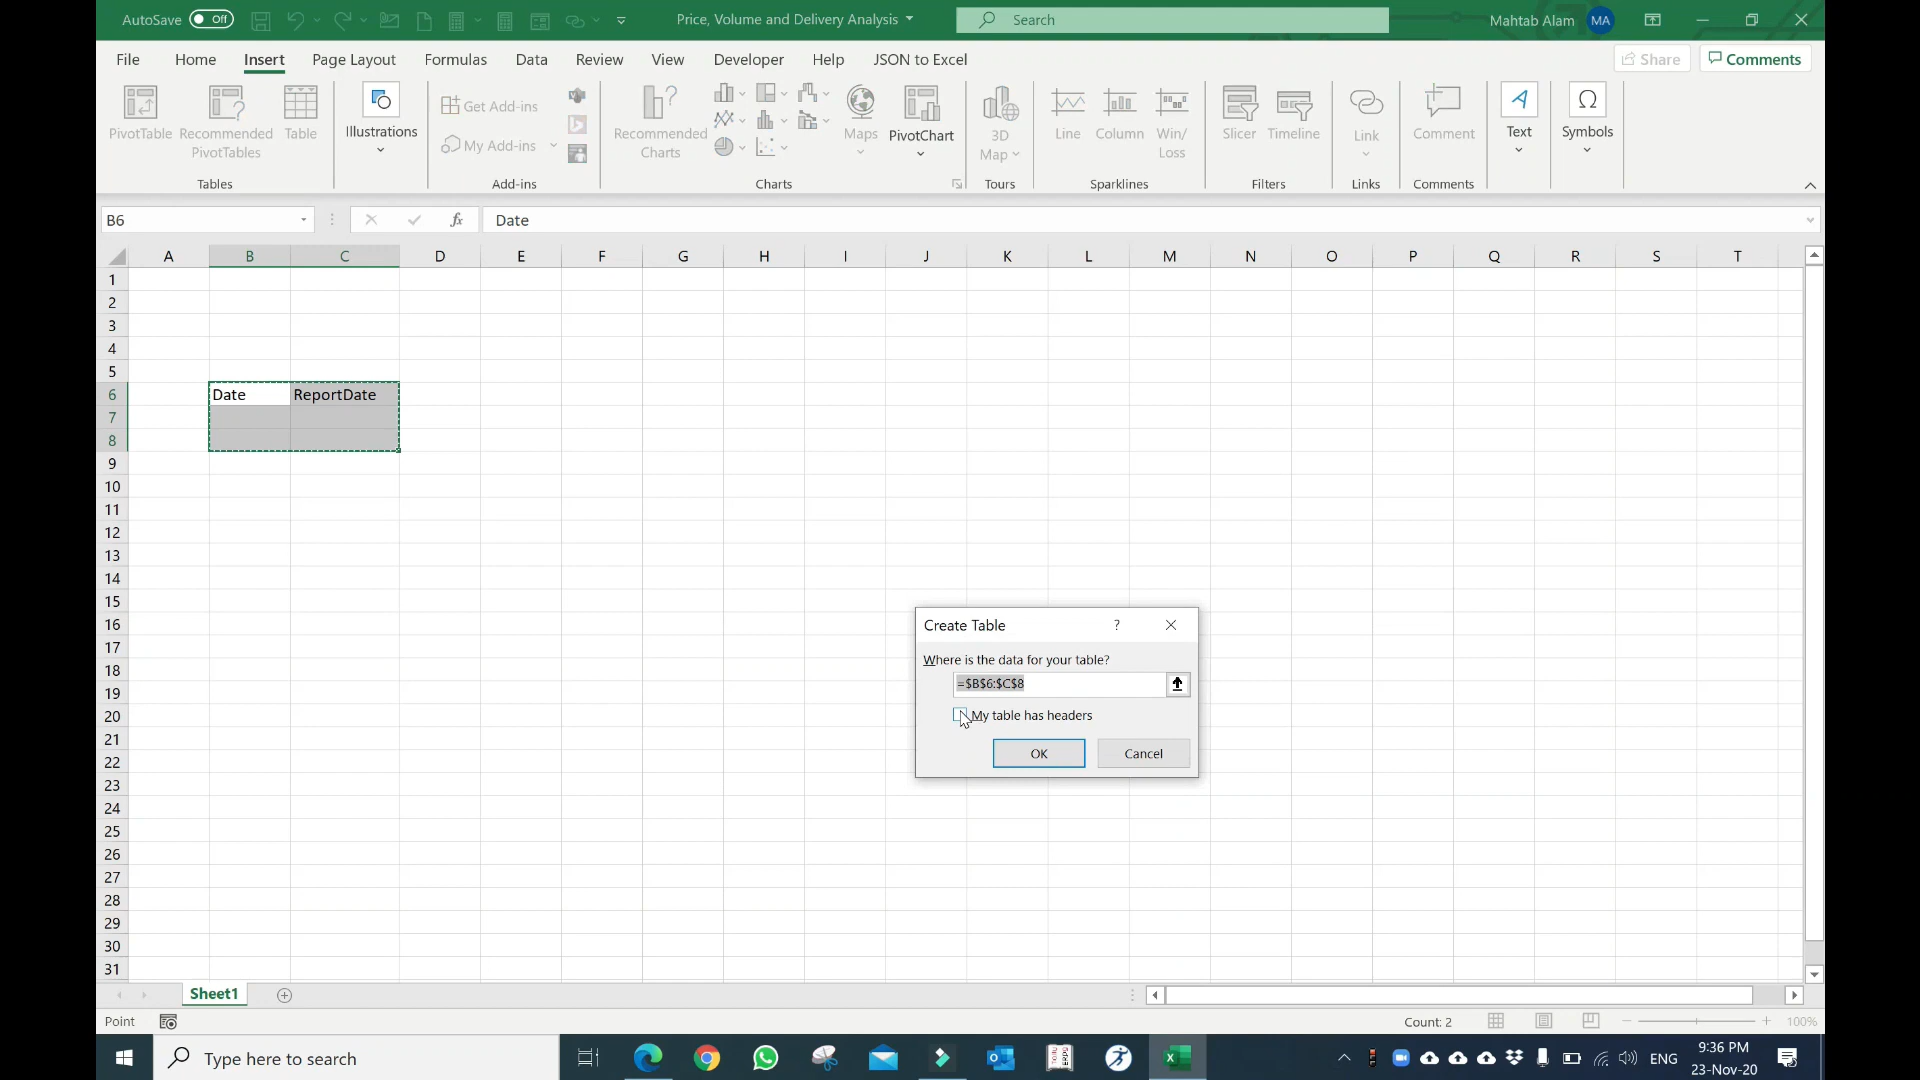 AutoSave Off Price, Volume and Delivery Analysis Search Mahtab Alam MA
File Home Insert Page Layout Formulas Data Review View Developer Help JSON to Excel Share Comments
PivotTable Recommended PivotTables Table Illustrations Get Add-ins My Add-ins Recommended Charts Maps PivotChart 3D Map Line Column Win/ Loss Slicer Timeline Link Comment Text Symbols
Tables Add-ins Charts Tours Sparklines Filters Links Comments
B6 fx Date
A B C D E F G H I J K L M N O P Q R S T
1
2
3
4
5
6 Date ReportDate
7
8
9
10
11
12
13
14
15
16
17
18
19
20
21
22
23
24
25
26
27
28
29
30
31
Create Table ?
Where is the data for your table?
=$B$6:$C$8
My table has headers
OK Cancel
Sheet1
Point Count: 2 100%
Type here to search ENG 9:36 PM
23-Nov-20